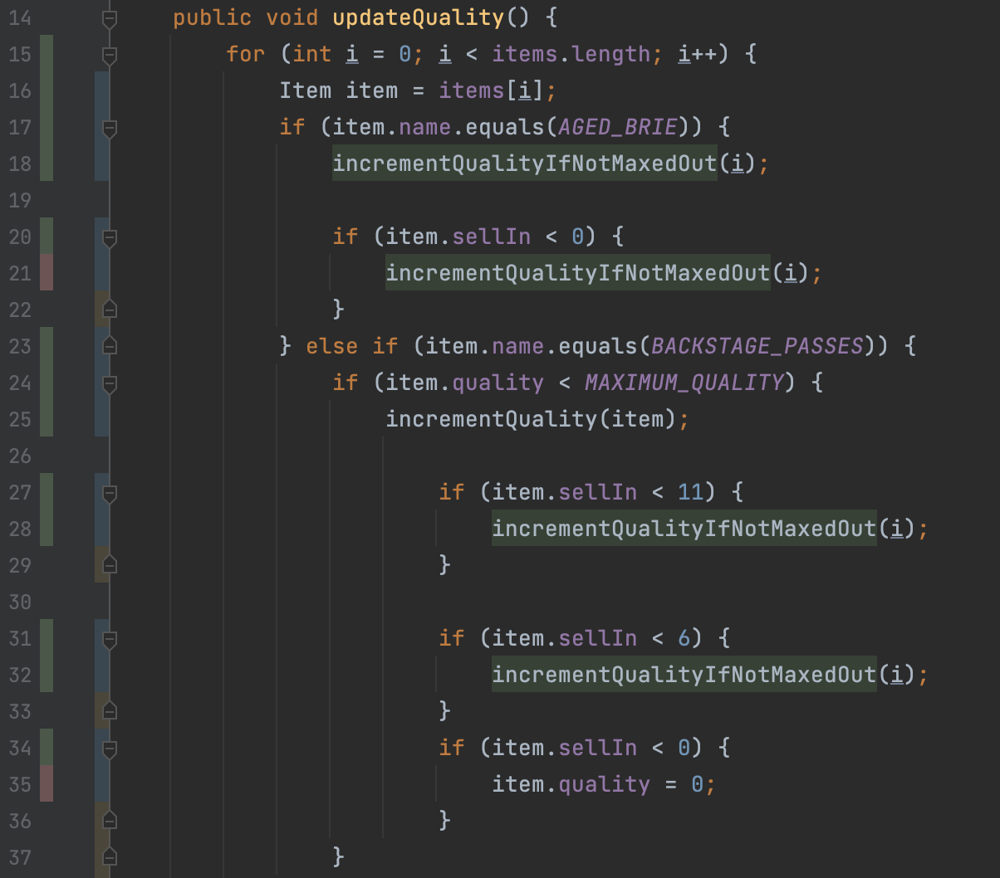 14 public void updateQuality() {
15 for (int i = 0; i < items.length; i++) {
16 Item item = items[i];
17 if (item.name.equals(AGED_BRIE)) {
18 incrementQualityIfNotMaxedOut(i);
19
20 if (item.sellIn < 0) {
21 incrementQualityIfNotMaxedOut(i);
22 }
23 } else if (item.name.equals(BACKSTAGE_PASSES)) {
24 if (item.quality < MAXIMUM_QUALITY) {
25 incrementQuality(item);
26
27 if (item.sellIn < 11) {
28 incrementQualityIfNotMaxedOut(i);
29 }
30
31 if (item.sellIn < 6) {
32 incrementQualityIfNotMaxedOut(i);
33 }
34 if (item.sellIn < 0) {
35 item.quality = 0;
36 }
37 }